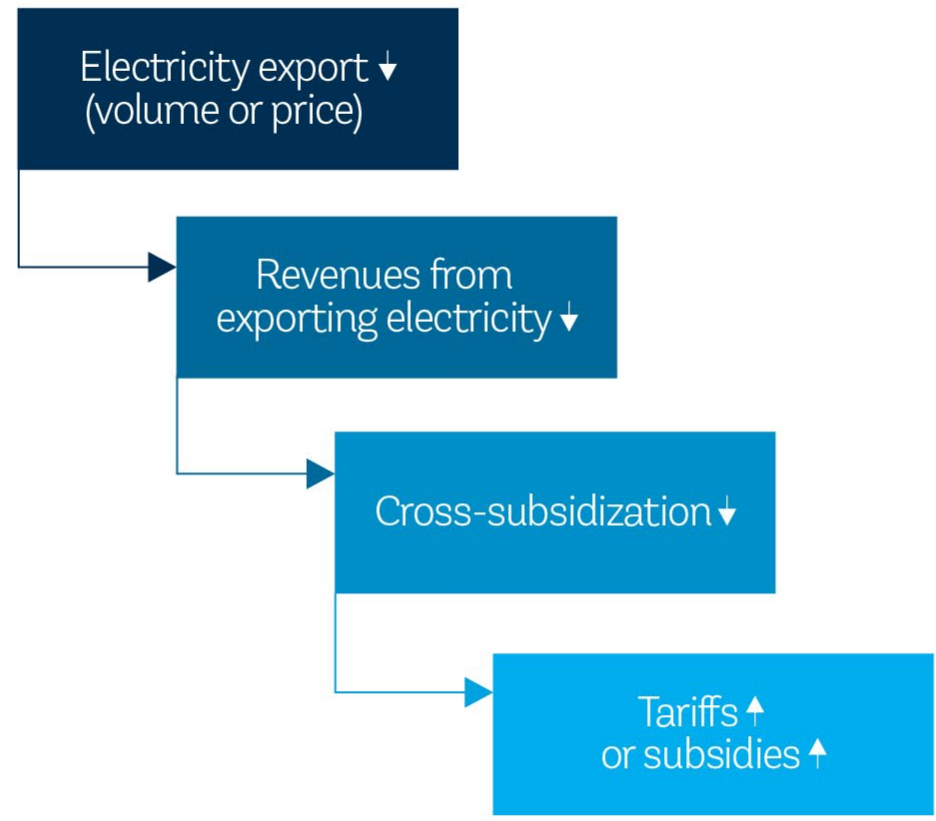 Electricity export ↓
(volume or price)
Revenues from
exporting electricity ↓
Cross-subsidization ↓
Tariffs ↑
or subsidies ↑